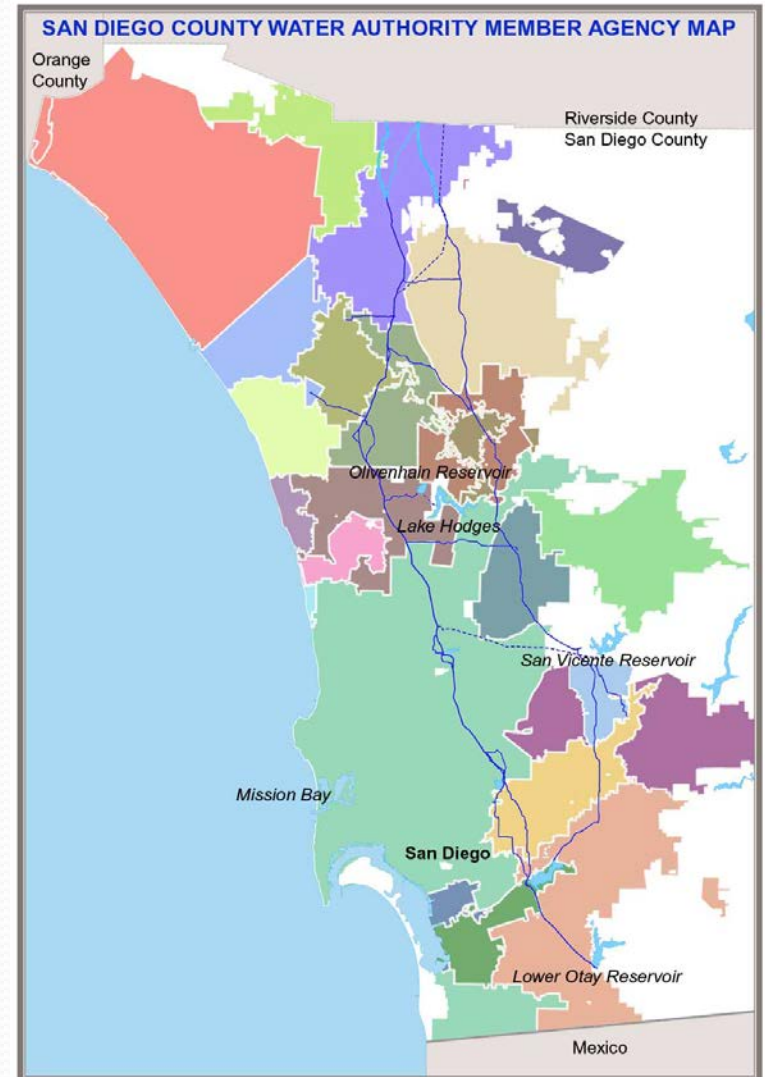 SAN DIEGO COUNTY WATER AUTHORITY MEMBER AGENCY MAP
Orange
County
Riverside County
San Diego County
Olivenhain Reservoir
Lake Hodges
San Vicente Reservoir
Mission Bay
San Diego
Lower Otay Reservoir
Mexico